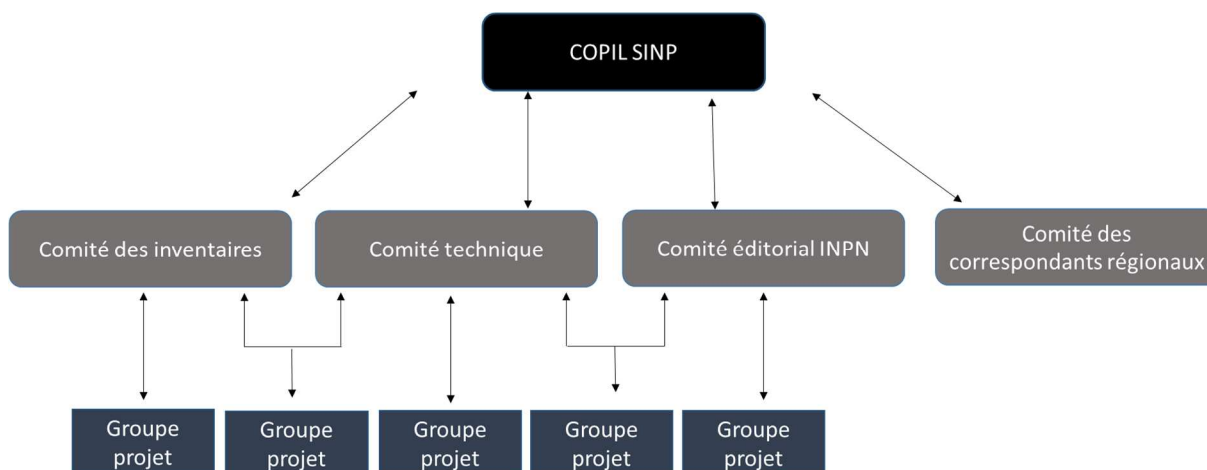 COPIL SINP
Comité des inventaires
Comité technique
Comité éditorial INPN
Comité des
correspondants régionaux
Groupe
projet
Groupe
projet
Groupe
projet
Groupe
projet
Groupe
projet